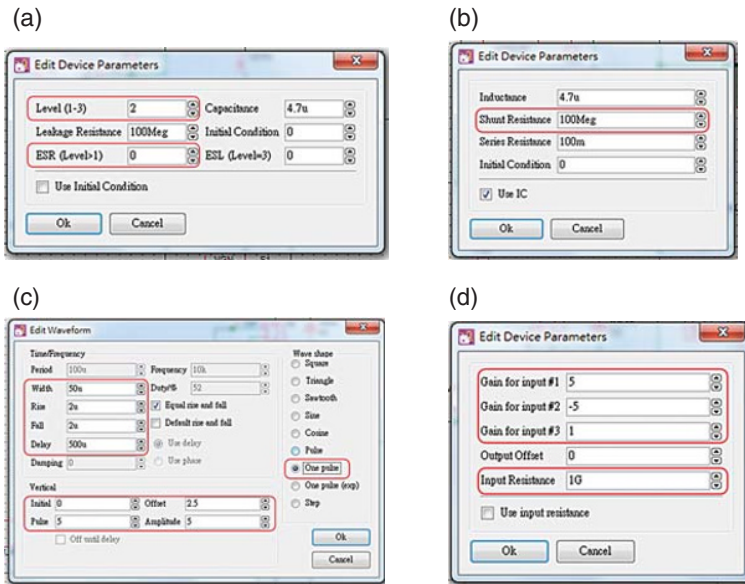 (a)
Edit Device Parameters
Level (1-3) 2 Capacitance 4.7u
Leakage Resistance 100Meg Initial Condition 0
ESR (Level>1) 0 ESL (Level=3) 0
Use Initial Condition
Ok Cancel
(b)
Edit Device Parameters
Inductance 4.7u
Shunt Resistance 100Meg
Series Resistance 100m
Initial Condition 0
Use IC
Ok Cancel
(c)
Edit Waveform
Time/Frequency
Period 100u Frequency 10k
Width 50u Duty/% 52
Rise 2u Equal rise and fall
Fall 2u Default rise and fall
Delay 500u Use delay
Damping 0 Use phase
Vertical
Initial 0 Offset 2.5
Pulse 5 Amplitude 5
Off until delay
Wave shape
Square
Triangle
Sawtooth
Sine
Cosine
Pulse
One pulse
One pulse (exp)
Step
Ok
Cancel
(d)
Edit Device Parameters
Gain for input #1 5
Gain for input #2 -5
Gain for input #3 1
Output Offset 0
Input Resistance 1G
Use input resistance
Ok Cancel